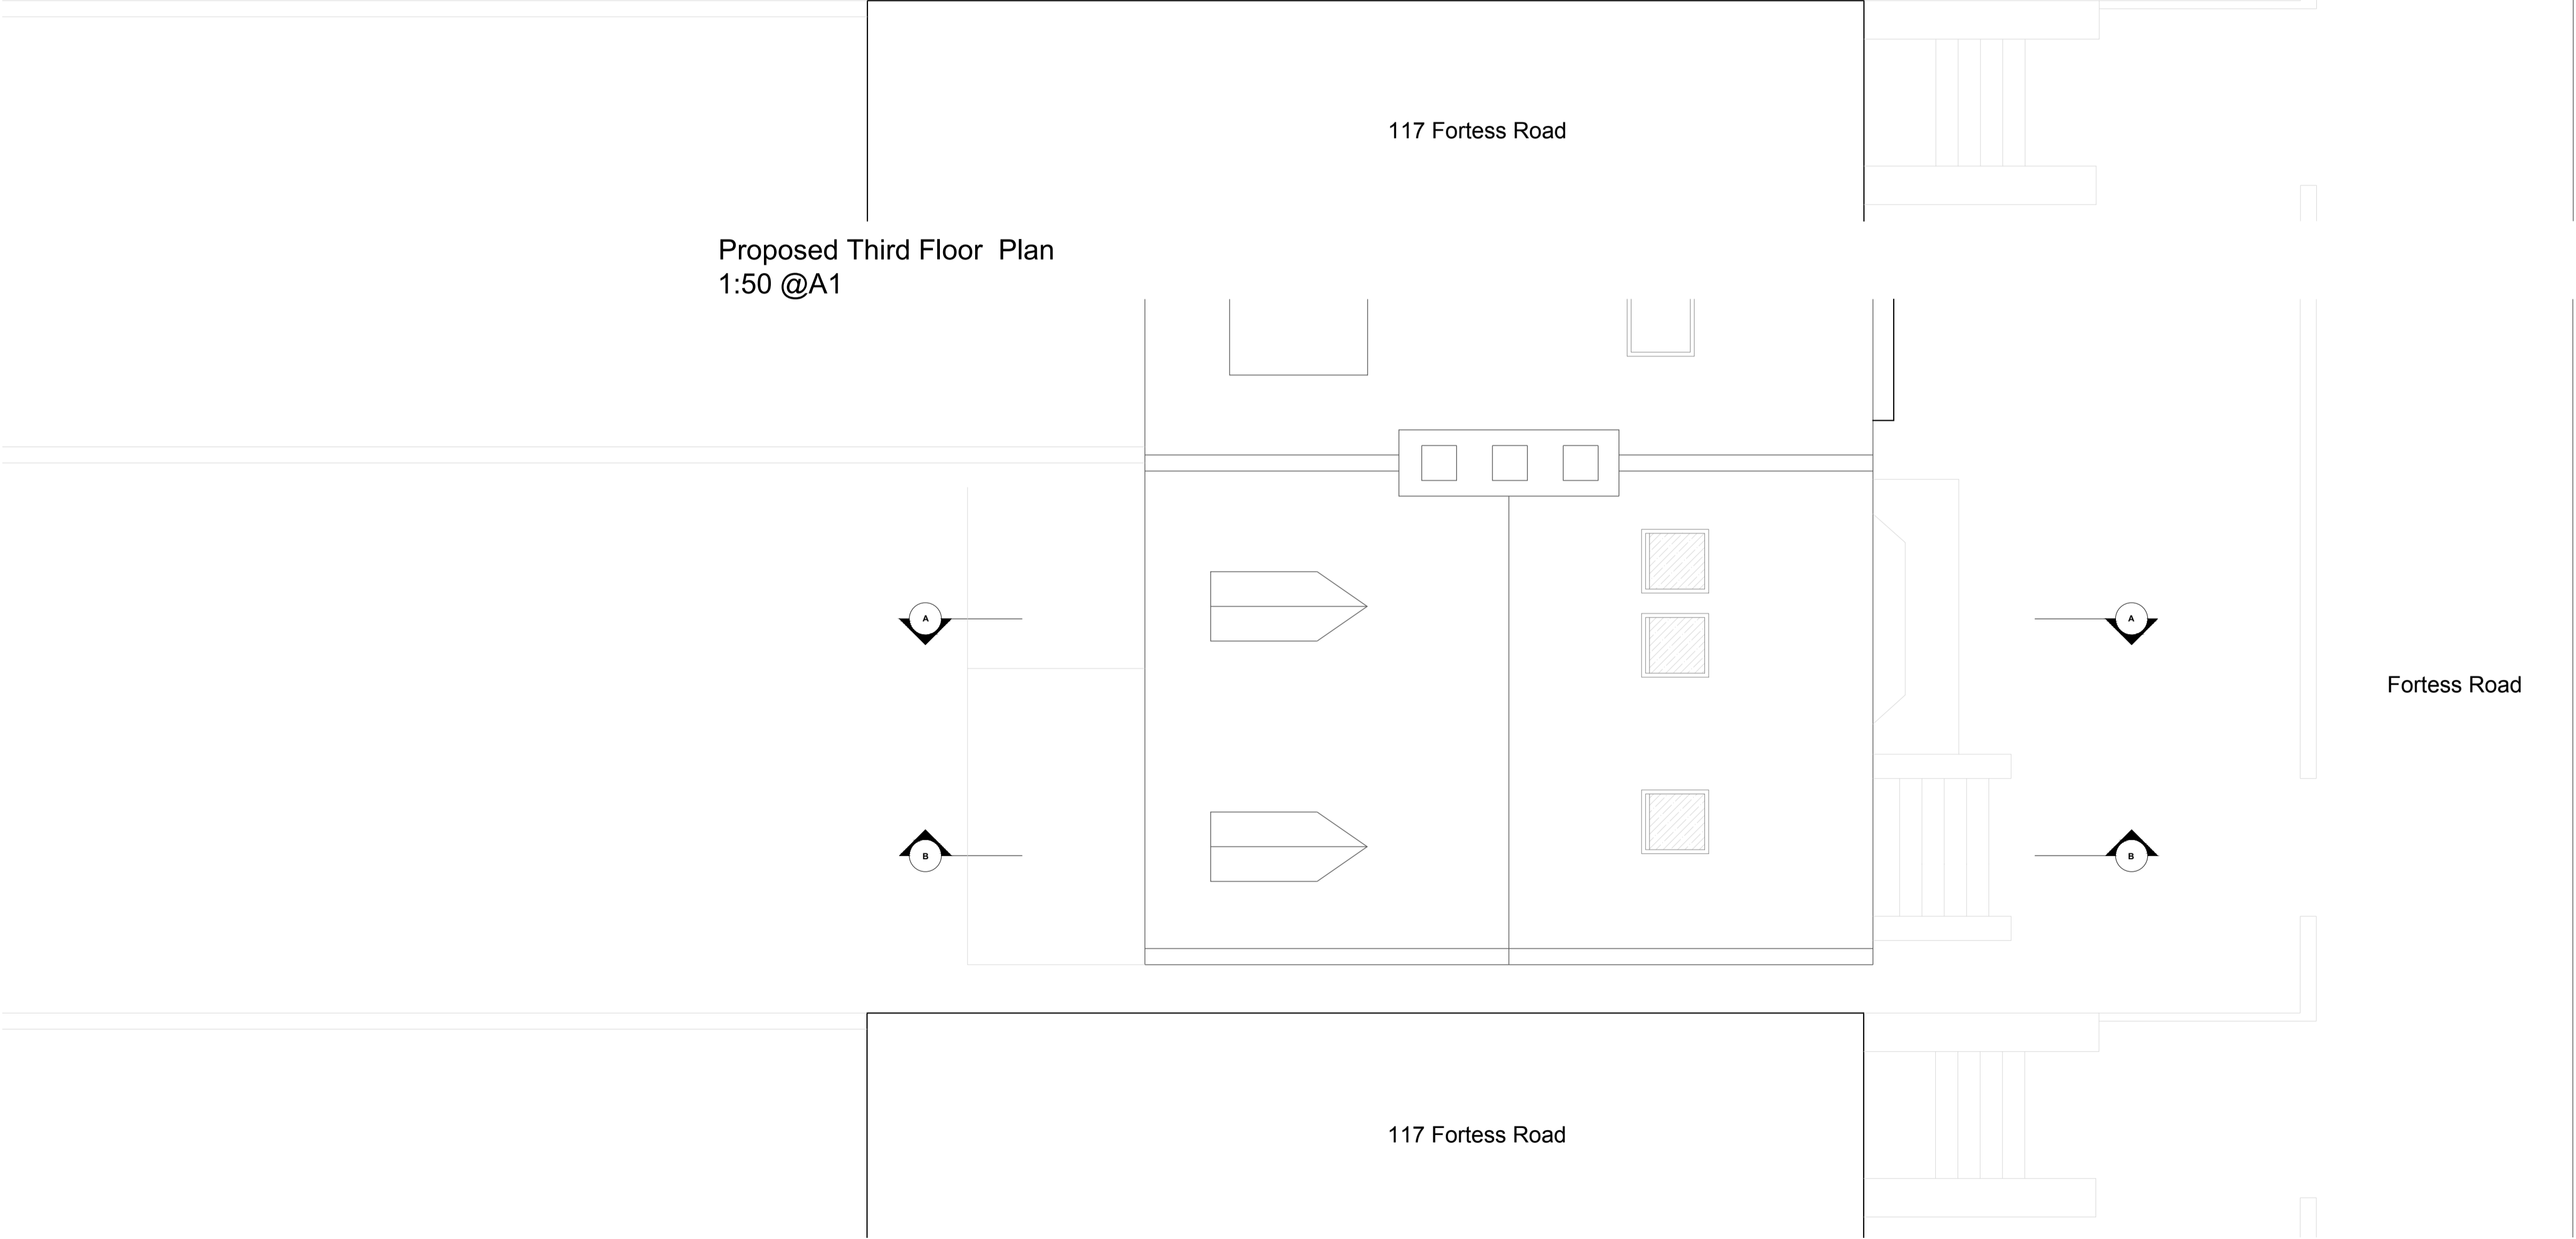 117 Fortess Road
Proposed Third Floor  Plan
1:50 @A1
A
A
Fortess Road
B
B
117 Fortess Road